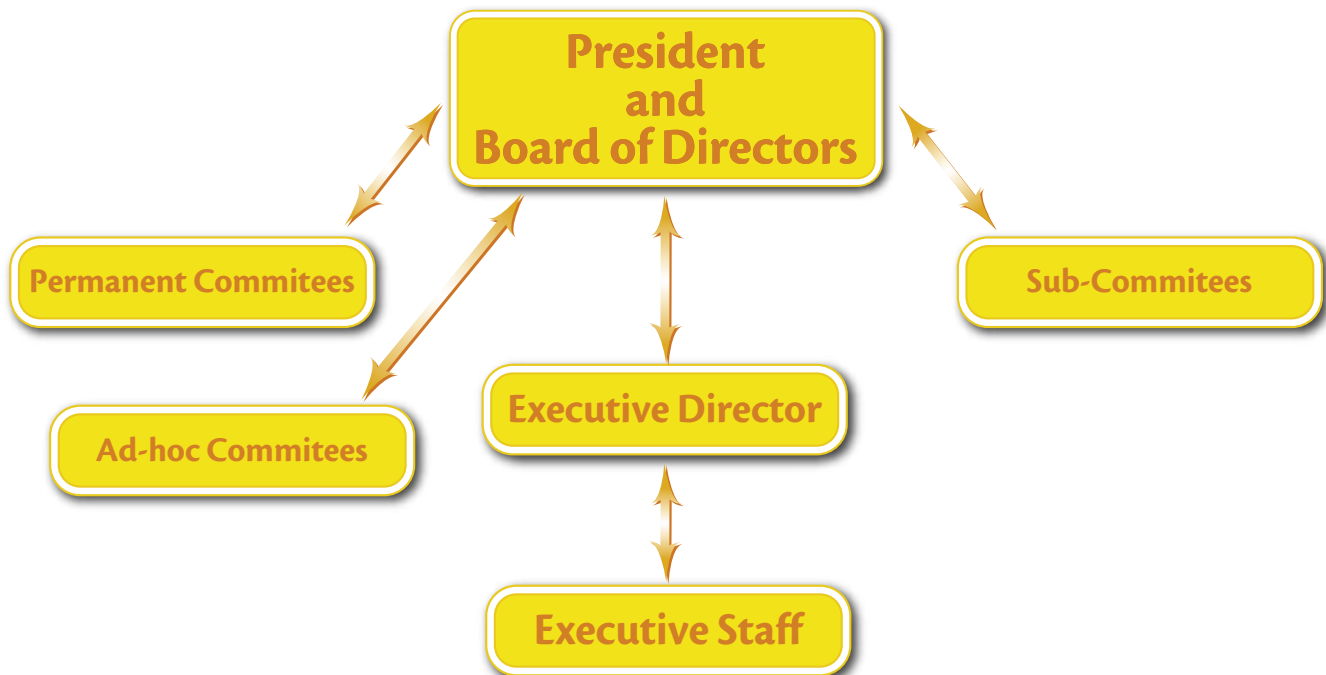 President
and
Board of Directors
Permanent Commitees
Sub-Commitees
Executive Director
Ad-hoc Commitees
Executive Staff